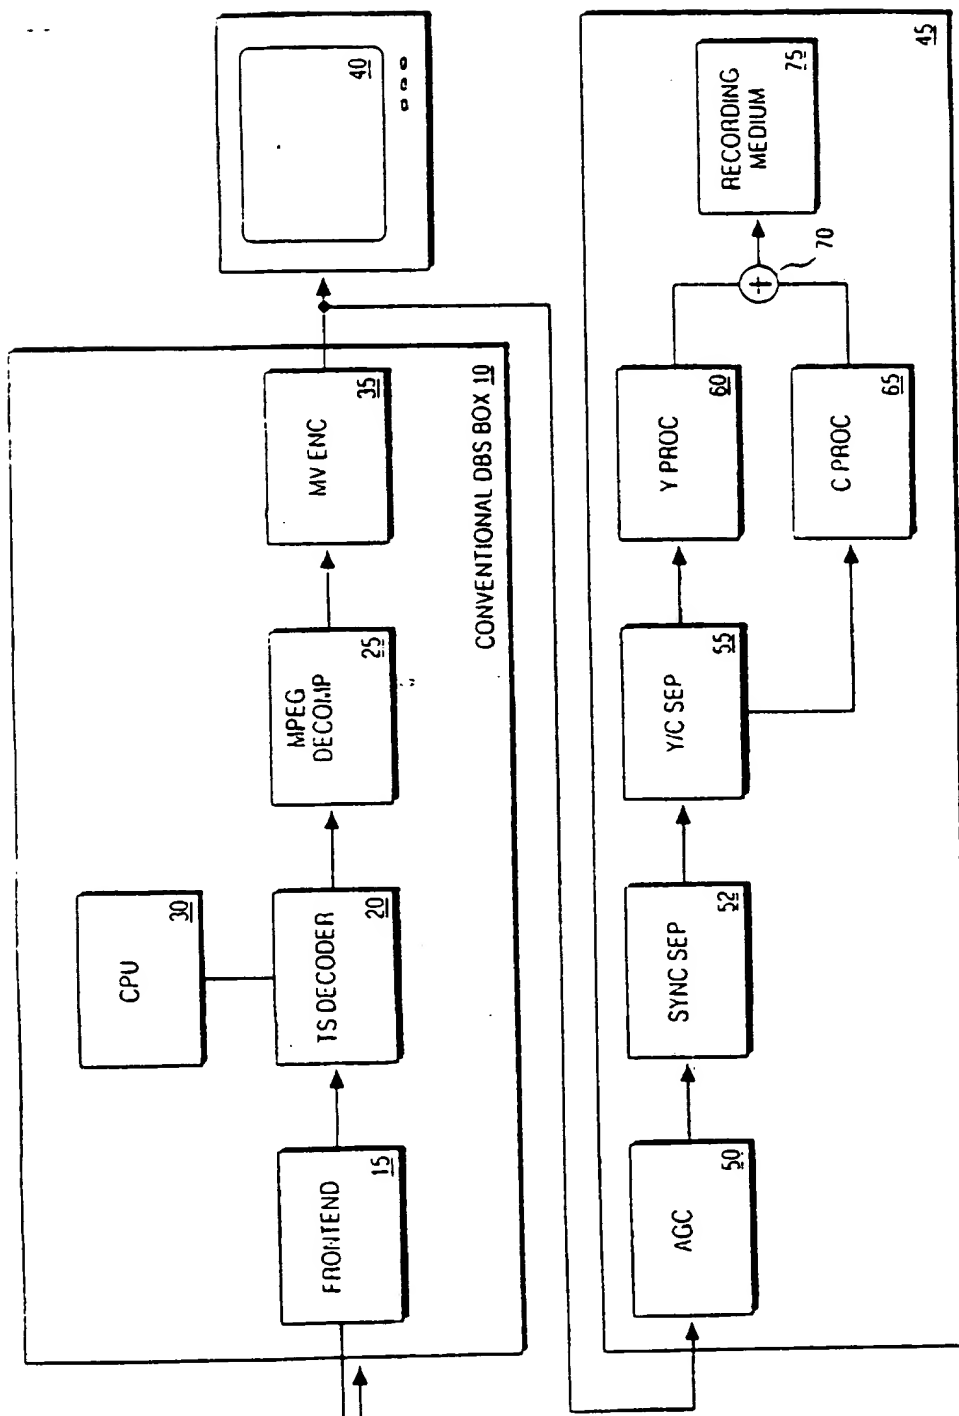 CONVENTIONAL DBS BOX 10
FRONTEND
15
TS DECODER
20
CPU
30
MPEG
DECOMP
25
MV ENC
35
40
45
AGC
50
SYNC SEP
52
Y/C SEP
55
Y PROC
60
C PROC
65
70
RECORDING
MEDIUM
75